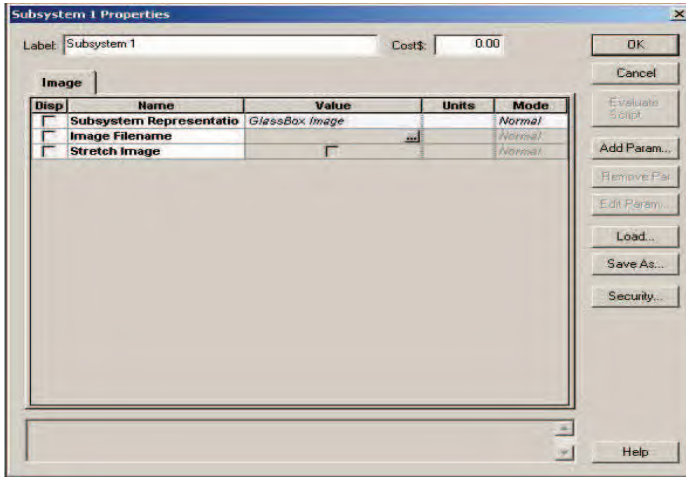 Subsystem 1 Properties
Label: Subsystem 1 Cost$: 0.00
OK
Cancel
Evaluate Script
Add Param...
Remove Par
Edit Param...
Load...
Save As...
Security...
Help
Image
Disp Name Value Units Mode
Subsystem Representatio GlassBox Image Normal
Image Filename ... Normal
Stretch Image Normal